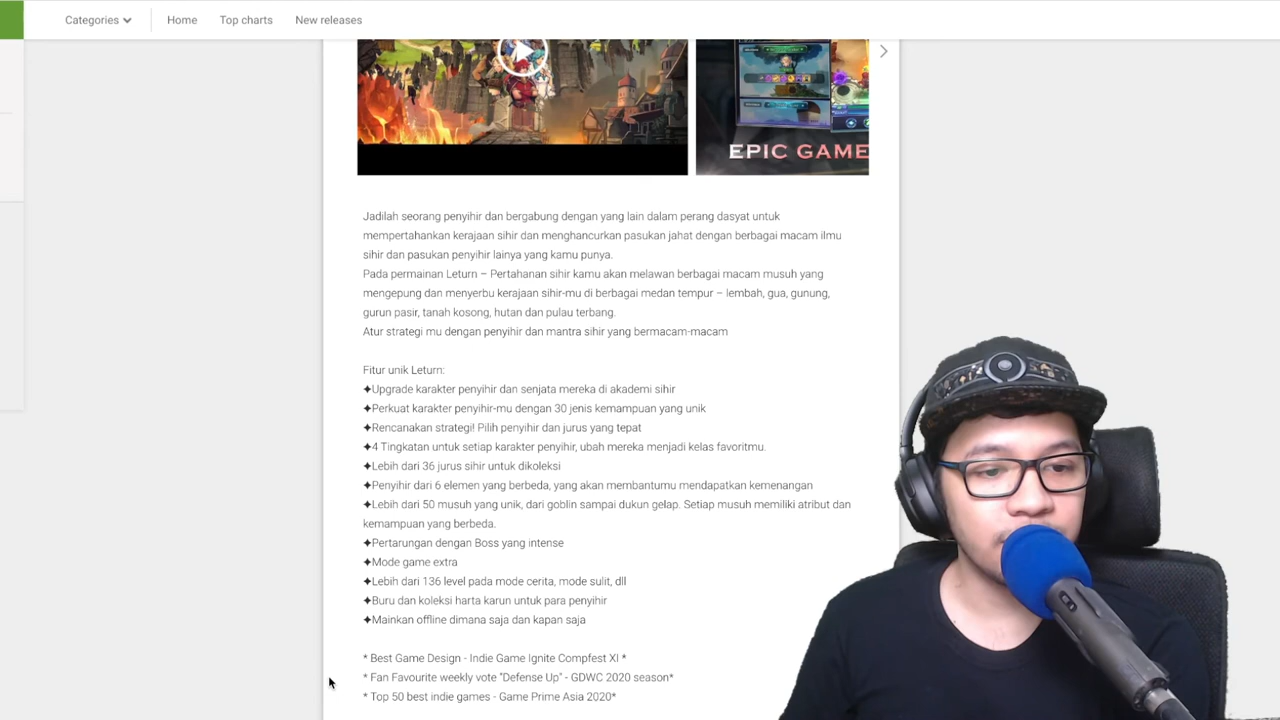 Categories Home Top charts New releases
EPIC GAME
Jadilah seorang penyihir dan bergabung dengan yang lain dalam perang dasyat untuk
mempertahankan kerajaan sihir dan menghancurkan pasukan jahat dengan berbagai macam ilmu
sihir dan pasukan penyihir lainya yang kamu punya.
Pada permainan Leturn – Pertahanan sihir kamu akan melawan berbagai macam musuh yang
mengepung dan menyerbu kerajaan sihir-mu di berbagai medan tempur – lembah, gua, gunung,
gurun pasir, tanah kosong, hutan dan pulau terbang.
Atur strategi mu dengan penyihir dan mantra sihir yang bermacam-macam
Fitur unik Leturn:
✦Upgrade karakter penyihir dan senjata mereka di akademi sihir
✦Perkuat karakter penyihir-mu dengan 30 jenis kemampuan yang unik
✦Rencanakan strategi! Pilih penyihir dan jurus yang tepat
✦4 Tingkatan untuk setiap karakter penyihir, ubah mereka menjadi kelas favoritmu.
✦Lebih dari 36 jurus sihir untuk dikoleksi
✦Penyihir dari 6 elemen yang berbeda, yang akan membantumu mendapatkan kemenangan
✦Lebih dari 50 musuh yang unik, dari goblin sampai dukun gelap. Setiap musuh memiliki atribut dan
kemampuan yang berbeda.
✦Pertarungan dengan Boss yang intense
✦Mode game extra
✦Lebih dari 136 level pada mode cerita, mode sulit, dll
✦Buru dan koleksi harta karun untuk para penyihir
✦Mainkan offline dimana saja dan kapan saja
* Best Game Design - Indie Game Ignite Compfest XI *
* Fan Favourite weekly vote "Defense Up" - GDWC 2020 season*
* Top 50 best indie games - Game Prime Asia 2020*